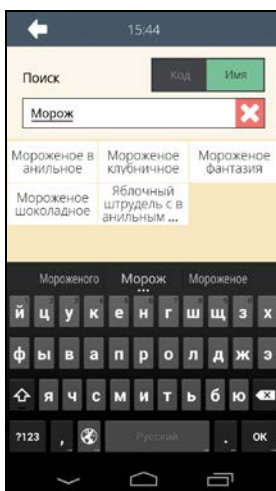 15:44
Поиск Код Имя
Морож
Мороженое в
анильное
Мороженое
клубничное
Мороженое
фантазия
Мороженое
шоколадное
Яблочный
штрудель с в
анильным ...
Мороженого Морож Мороженое
й ц у к е н г ш щ з х
ф ы в а п р о л д ж э
я ч с м и т ь б ю
?123 , Русский . ОК